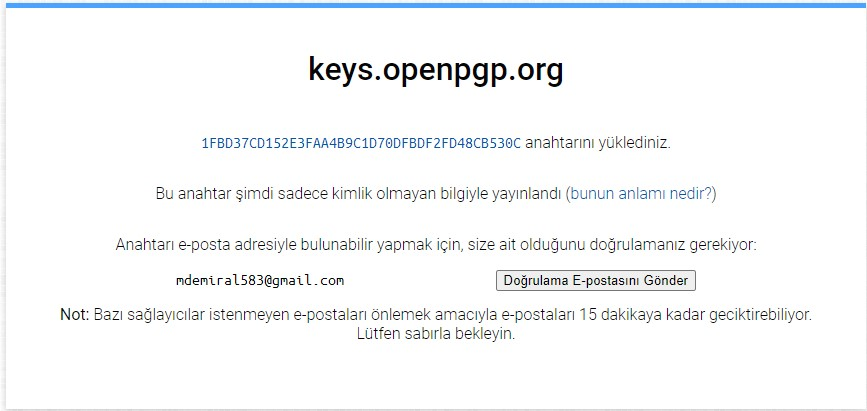 keys.openpgp.org
1FBD37CD152E3FAA4B9C1D70DFBDF2FD48CB530C anahtarını yüklediniz.
Bu anahtar şimdi sadece kimlik olmayan bilgiyle yayınlandı (bunun anlamı nedir?)
Anahtarı e-posta adresiyle bulunabilir yapmak için, size ait olduğunu doğrulamanız gerekiyor:
mdemiral583@gmail.com Doğrulama E-postasını Gönder
Not: Bazı sağlayıcılar istenmeyen e-postaları önlemek amacıyla e-postaları 15 dakikaya kadar geciktirebiliyor.
Lütfen sabırla bekleyin.